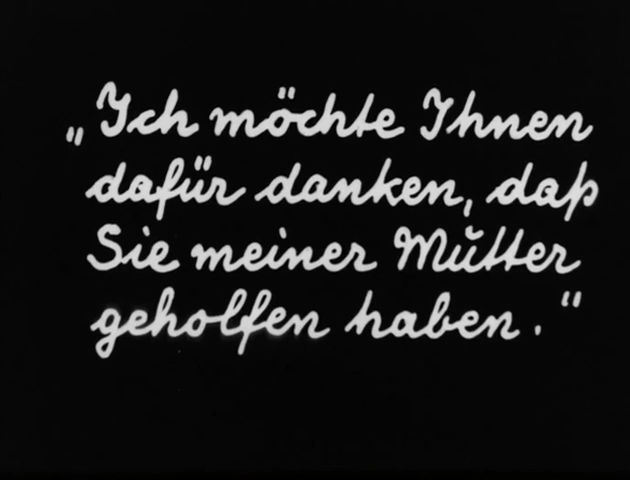 „Ich möchte Ihnen
dafür danken, daß
Sie meiner Mutter
geholfen haben.“